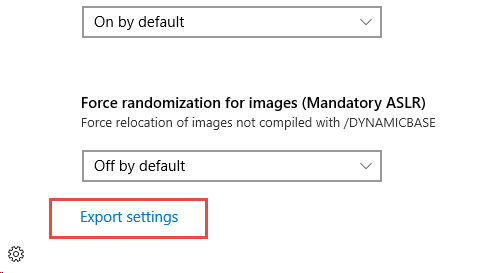 On by default
Force randomization for images (Mandatory ASLR)
Force relocation of images not compiled with /DYNAMICBASE
Off by default
Export settings